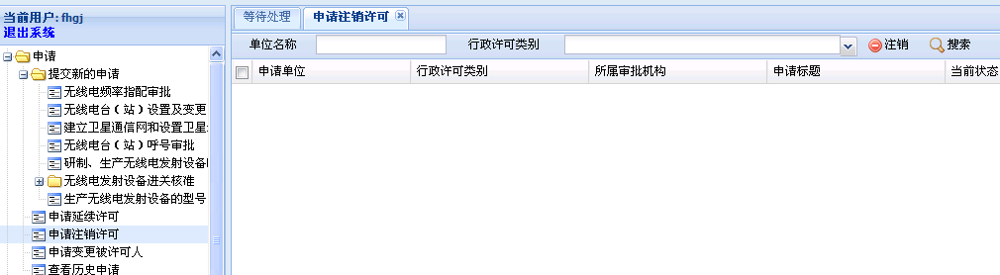 当前用户: fhgj
退出系统
申请
提交新的申请
无线电频率指配审批
无线电台（站）设置及变更
建立卫星通信网和设置卫星
无线电台（站）呼号审批
研制、生产无线电发射设备
无线电发射设备进关核准
生产无线电发射设备的型号
申请延续许可
申请注销许可
申请变更被许可人
查看历史申请
等待处理 申请注销许可
单位名称 行政许可类别 注销 搜索
申请单位 行政许可类别 所属审批机构 申请标题 当前状态